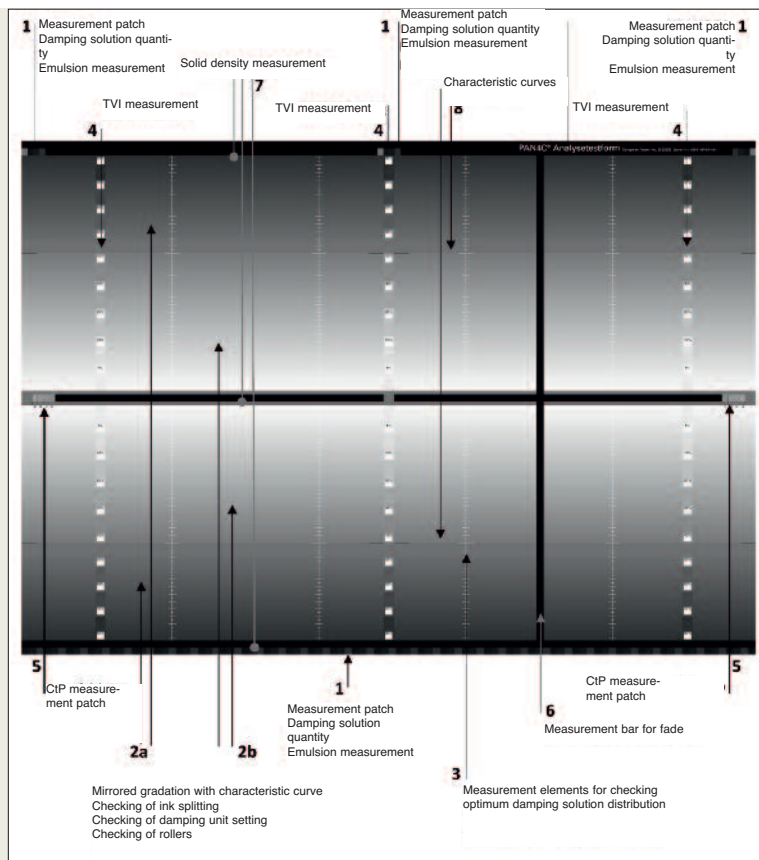 1 Measurement patch
Damping solution quanti-
ty
Emulsion measurement
Solid density measurement
7
TVI measurement
4
1 Measurement patch
Damping solution quantity
Emulsion measurement
Characteristic curves
8
TVI measurement
4
Measurement patch 1
Damping solution quanti-
ty
Emulsion measurement
TVI measurement
4
PAN4C® Analysetestform
5
CtP measure-
ment patch
2a
2b
1
Measurement patch
Damping solution
quantity
Emulsion measurement
5
CtP measure-
ment patch
6
Measurement bar for fade
3
Measurement elements for checking
optimum damping solution distribution
Mirrored gradation with characteristic curve
Checking of ink splitting
Checking of damping unit setting
Checking of rollers